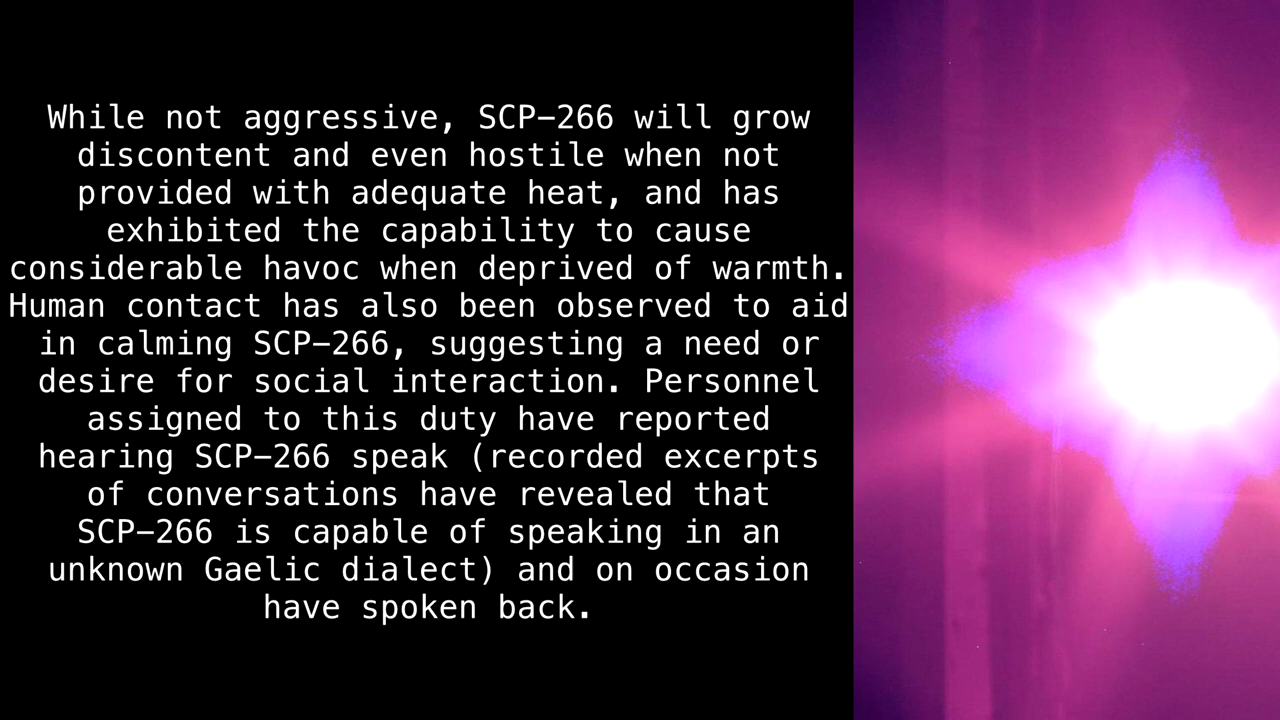 While not aggressive, SCP–266 will grow
discontent and even hostile when not
provided with adequate heat, and has
exhibited the capability to cause
considerable havoc when deprived of warmth.
Human contact has also been observed to aid
in calming SCP–266, suggesting a need or
desire for social interaction. Personnel
assigned to this duty have reported
hearing SCP–266 speak (recorded excerpts
of conversations have revealed that
SCP–266 is capable of speaking in an
unknown Gaelic dialect) and on occasion
have spoken back.